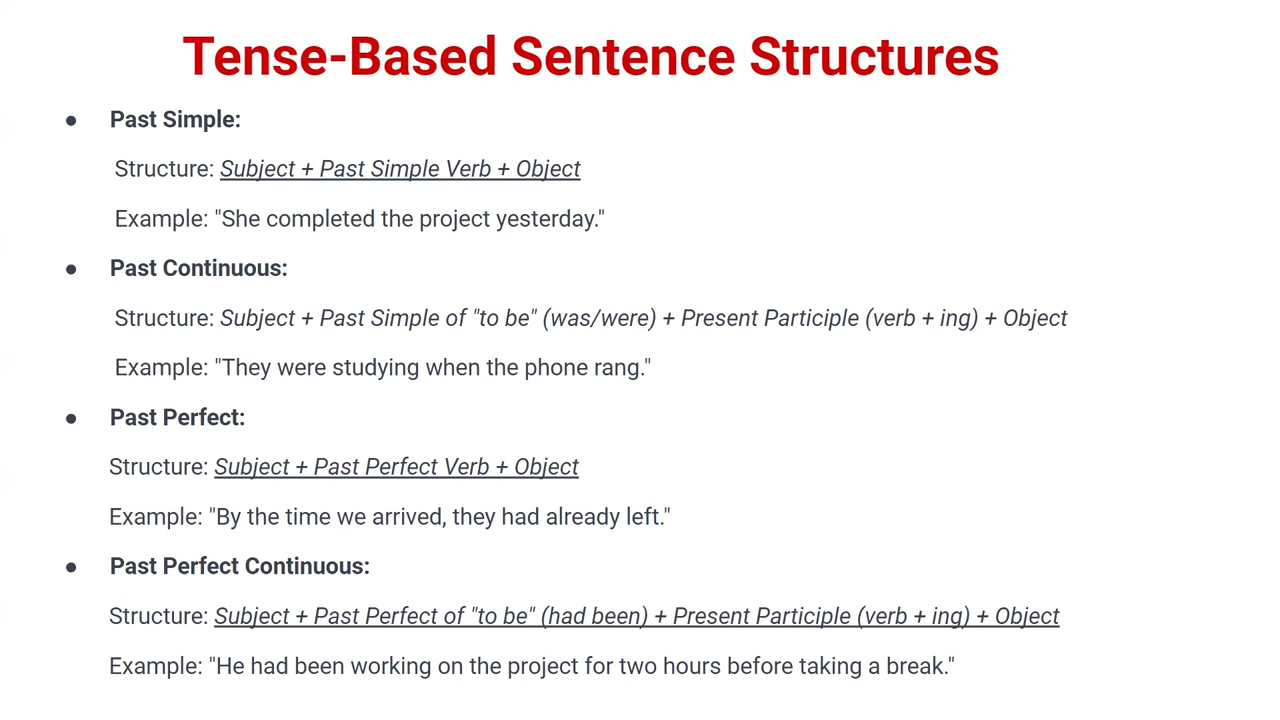 Tense-Based Sentence Structures
● Past Simple:
Structure: Subject + Past Simple Verb + Object
Example: "She completed the project yesterday."
● Past Continuous:
Structure: Subject + Past Simple of "to be" (was/were) + Present Participle (verb + ing) + Object
Example: "They were studying when the phone rang."
● Past Perfect:
Structure: Subject + Past Perfect Verb + Object
Example: "By the time we arrived, they had already left."
● Past Perfect Continuous:
Structure: Subject + Past Perfect of "to be" (had been) + Present Participle (verb + ing) + Object
Example: "He had been working on the project for two hours before taking a break."